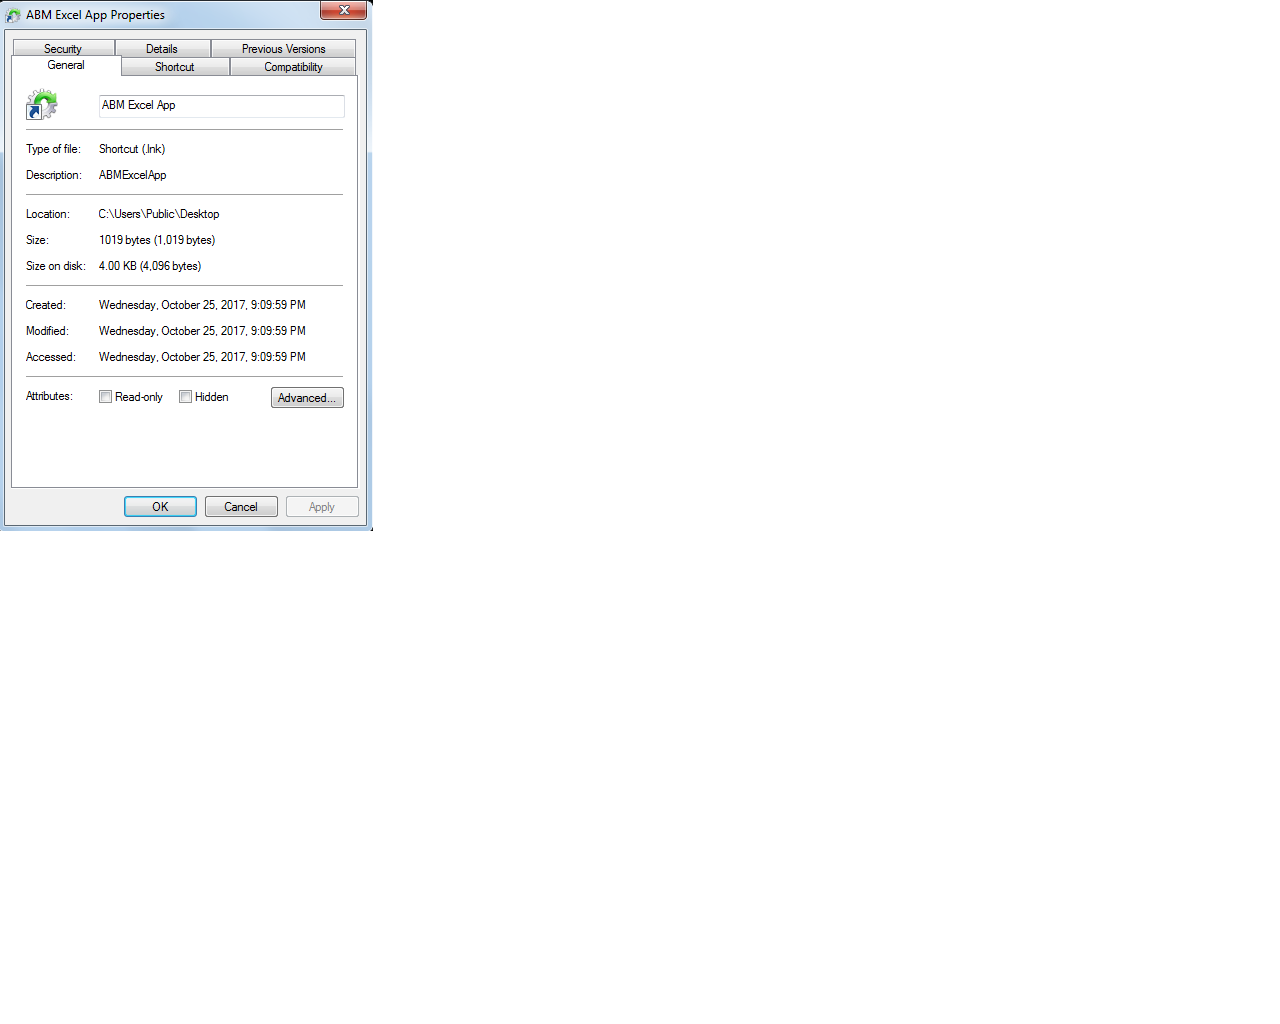 ABM Excel App Properties
Security Details Previous Versions
General Shortcut Compatibility
ABM Excel App
Type of file: Shortcut (.lnk)
Description: ABMExcelApp
Location: C:\Users\Public\Desktop
Size: 1019 bytes (1,019 bytes)
Size on disk: 4.00 KB (4,096 bytes)
Created: Wednesday, October 25, 2017, 9:09:59 PM
Modified: Wednesday, October 25, 2017, 9:09:59 PM
Accessed: Wednesday, October 25, 2017, 9:09:59 PM
Attributes: Read-only Hidden Advanced...
OK Cancel Apply